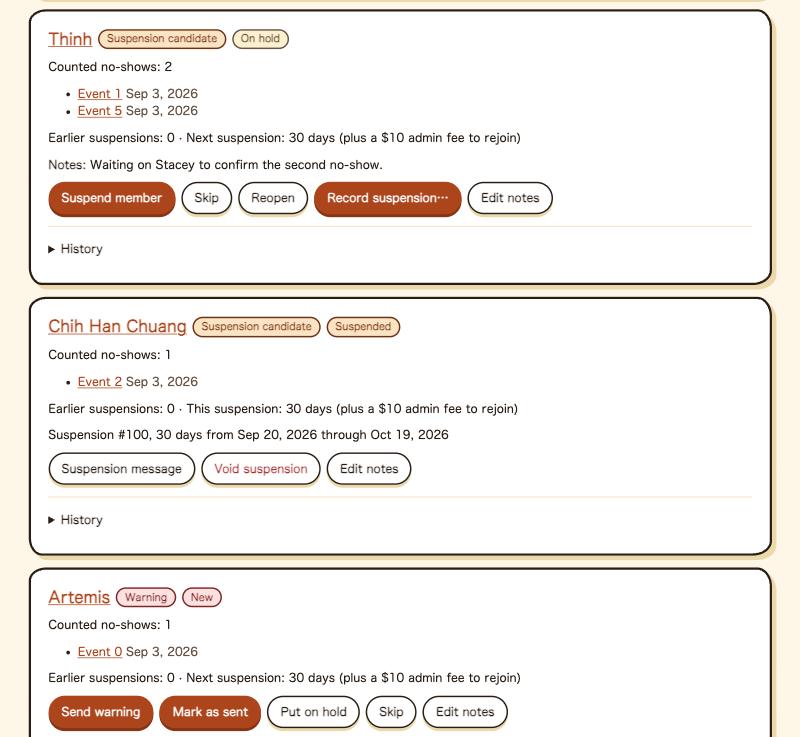 Thinh Suspension candidate On hold
Counted no-shows: 2
• Event 1 Sep 3, 2026
• Event 5 Sep 3, 2026
Earlier suspensions: 0 · Next suspension: 30 days (plus a $10 admin fee to rejoin)
Notes: Waiting on Stacey to confirm the second no-show.
Suspend member Skip Reopen Record suspension⋯ Edit notes
▶ History
Chih Han Chuang Suspension candidate Suspended
Counted no-shows: 1
• Event 2 Sep 3, 2026
Earlier suspensions: 0 · This suspension: 30 days (plus a $10 admin fee to rejoin)
Suspension #100, 30 days from Sep 20, 2026 through Oct 19, 2026
Suspension message Void suspension Edit notes
▶ History
Artemis Warning New
Counted no-shows: 1
• Event 0 Sep 3, 2026
Earlier suspensions: 0 · Next suspension: 30 days (plus a $10 admin fee to rejoin)
Send warning Mark as sent Put on hold Skip Edit notes